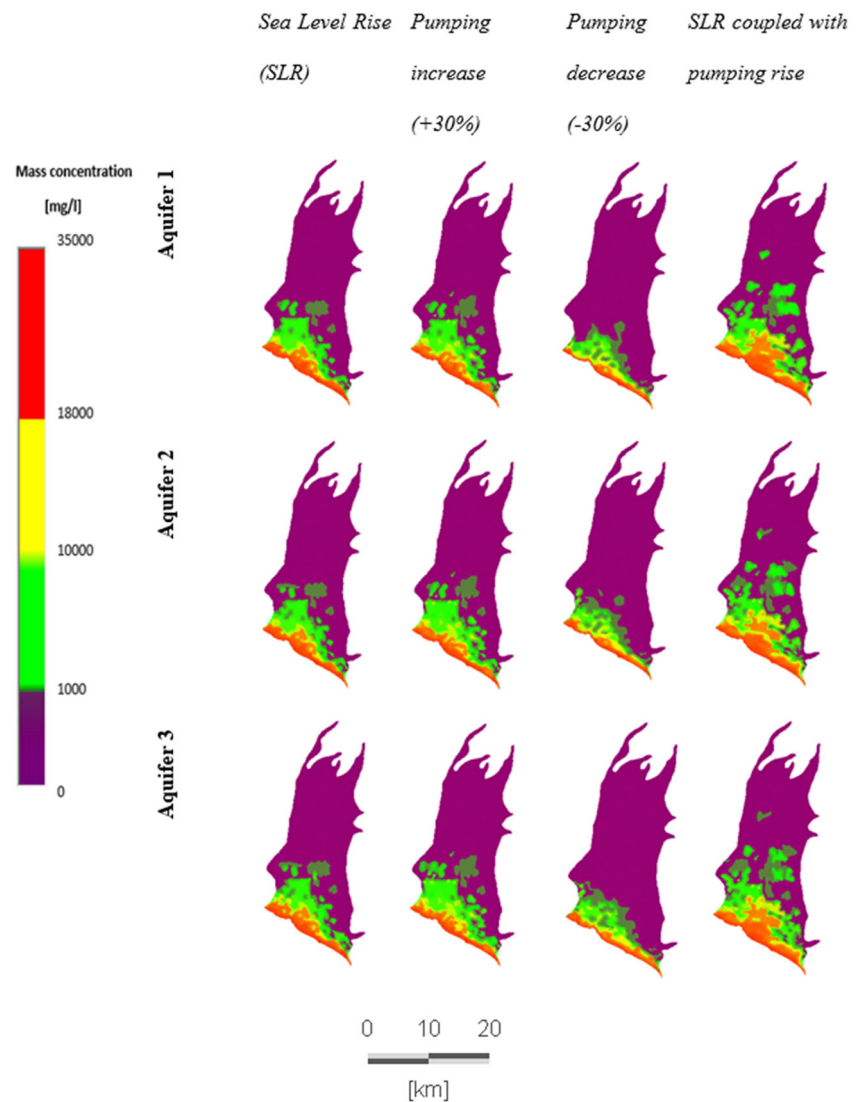 Sea Level Rise
(SLR)
Pumping
increase
(+30%)
Pumping
decrease
(-30%)
SLR coupled with
pumping rise
Mass concentration
[mg/l]
35000
18000
10000
1000
0
Aquifer 1
Aquifer 2
Aquifer 3
0 10 20
[km]